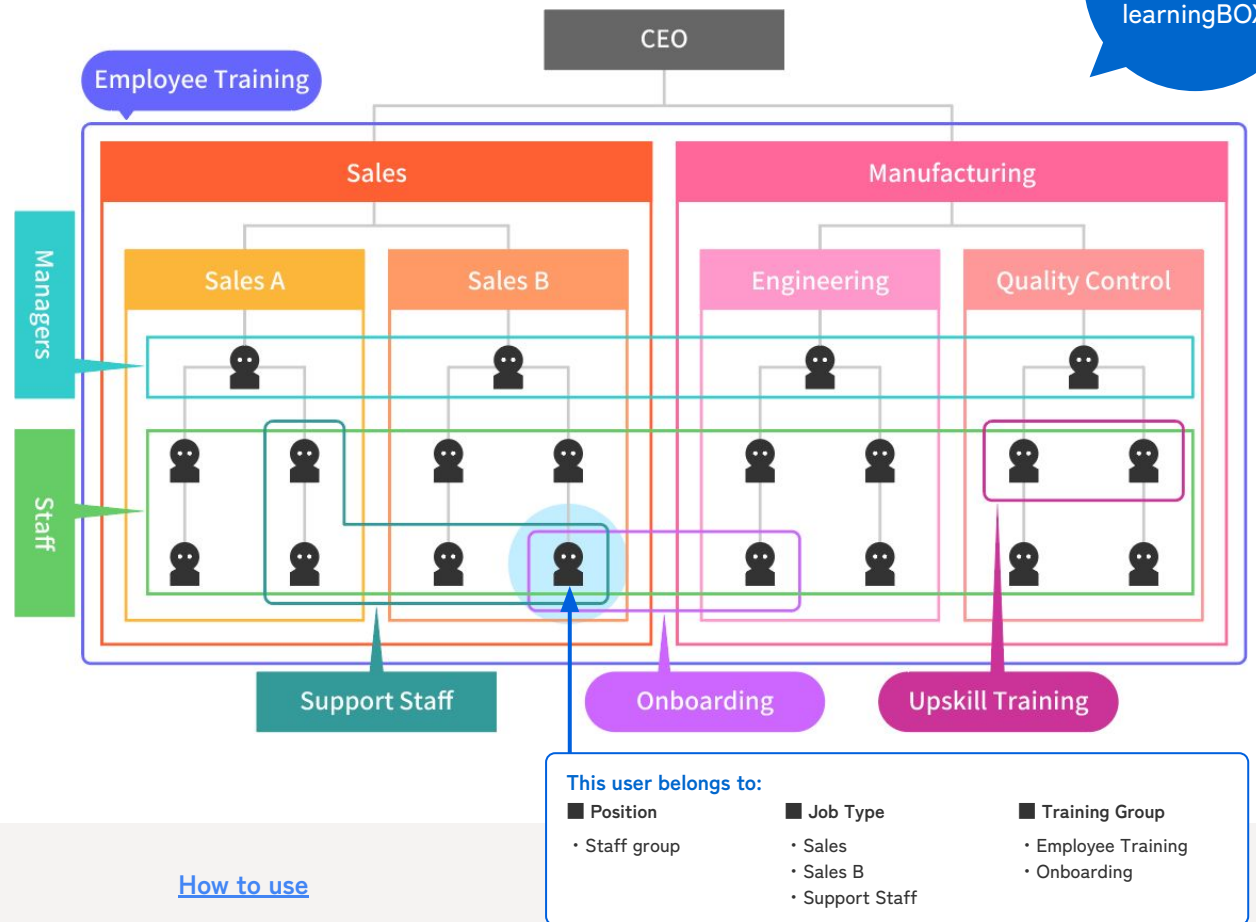 learningBOX
CEO
Employee Training
Sales
Manufacturing
Managers
Sales A
Sales B
Engineering
Quality Control
Staff
Support Staff
Onboarding
Upskill Training
This user belongs to:
■ Position
・Staff group
■ Job Type
・Sales
・Sales B
・Support Staff
■ Training Group
・Employee Training
・Onboarding
How to use